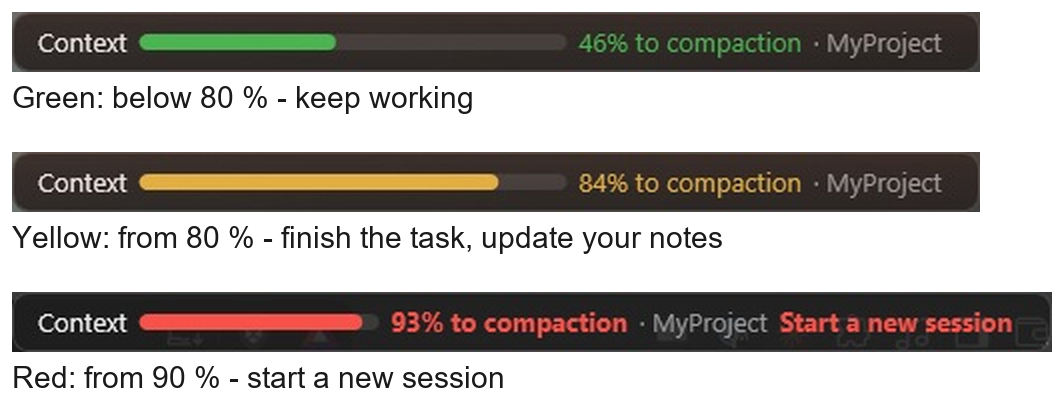 Context 46% to compaction · MyProject
Green: below 80 % - keep working
Context 84% to compaction · MyProject
Yellow: from 80 % - finish the task, update your notes
Context 93% to compaction · MyProject Start a new session
Red: from 90 % - start a new session